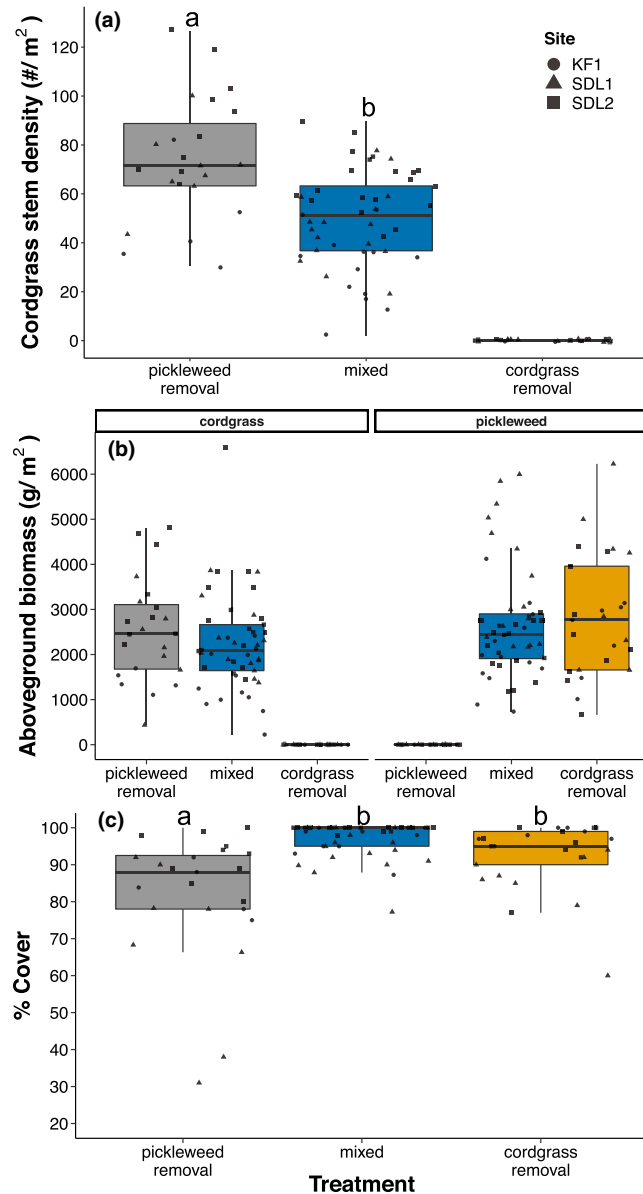 (a)
a
b
Site
KF1
SDL1
SDL2
Cordgrass stem density (#/ m²)
120
100
80
60
40
20
0
pickleweed removal
mixed
cordgrass removal
cordgrass
pickleweed
(b)
Aboveground biomass (g/ m²)
6000
5000
4000
3000
2000
1000
0
pickleweed removal
mixed
cordgrass removal
pickleweed removal
mixed
cordgrass removal
(c)
a
b
b
% Cover
100
90
80
70
60
50
40
30
20
pickleweed removal
mixed
cordgrass removal
Treatment